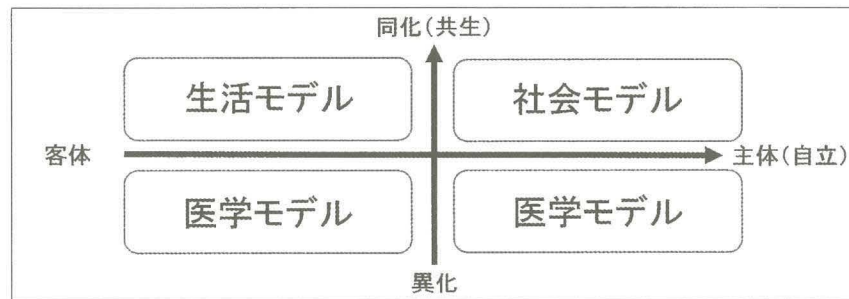 同化(共生)
生活モデル 社会モデル
客体 主体(自立)
医学モデル 医学モデル
異化